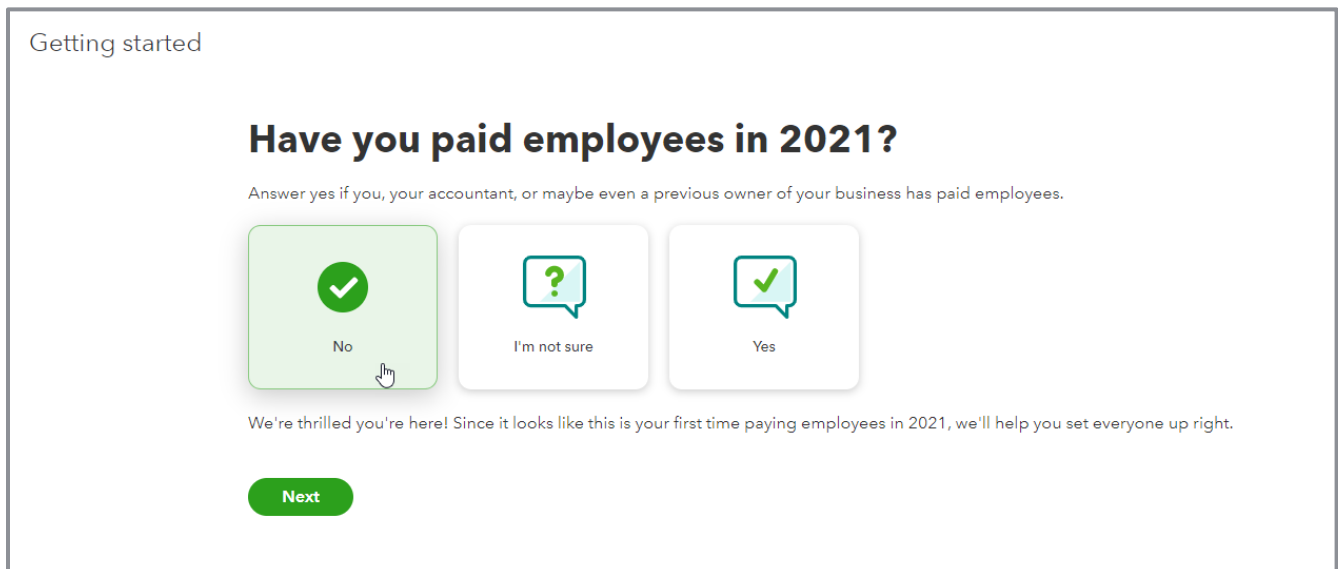 Getting started
Have you paid employees in 2021?
Answer yes if you, your accountant, or maybe even a previous owner of your business has paid employees.
No
I'm not sure
Yes
We're thrilled you're here! Since it looks like this is your first time paying employees in 2021, we'll help you set everyone up right.
Next